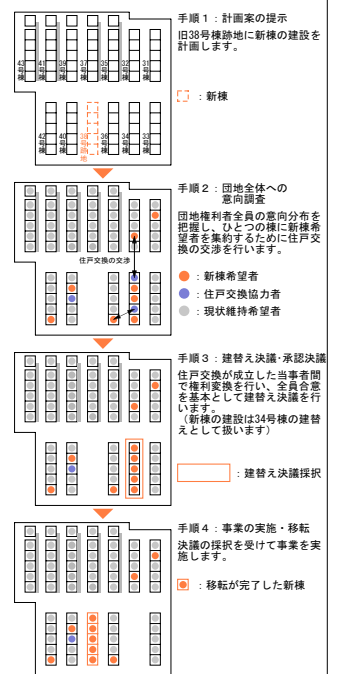 手順1：計画案の提示
旧38号棟跡地に新棟の建設を
計画します。
：新棟
43号棟
41号棟
39号棟
37号棟
35号棟
32号棟
31号棟
42号棟
40号棟
38号棟跡地
36号棟
34号棟
33号棟
手順2：団地全体への
意向調査
団地権利者全員の意向分布を
把握し、ひとつの棟に新棟希
望者を集約するために住戸交
換の交渉を行います。
住戸交換の交渉
：新棟希望者
：住戸交換協力者
：現状維持希望者
手順3：建替え決議・承認決議
住戸交換が成立した当事者間
で権利変換を行い、全員合意
を基本として建替え決議を行
います。
（新棟の建設は34号棟の建替
えとして扱います）
：建替え決議採択
手順4：事業の実施・移転
決議の採択を受けて事業を実
施します。
：移転が完了した新棟